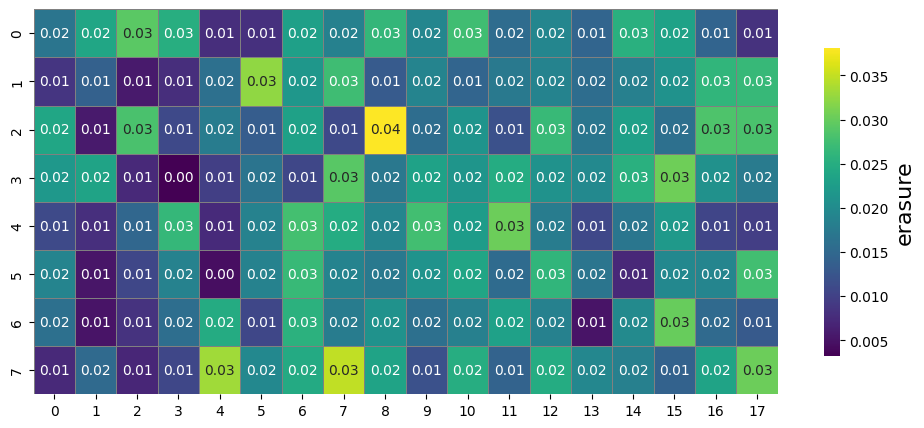 0 0.02 0.02 0.03 0.03 0.01 0.01 0.02 0.02 0.03 0.02 0.03 0.02 0.02 0.01 0.03 0.02 0.01 0.01
1 0.01 0.01 0.01 0.01 0.02 0.03 0.02 0.03 0.01 0.02 0.01 0.02 0.02 0.02 0.02 0.02 0.03 0.03
2 0.02 0.01 0.03 0.01 0.02 0.01 0.02 0.01 0.04 0.02 0.02 0.01 0.03 0.02 0.02 0.02 0.03 0.03
3 0.02 0.02 0.01 0.00 0.01 0.02 0.01 0.03 0.02 0.02 0.02 0.02 0.02 0.02 0.03 0.03 0.02 0.02
4 0.01 0.01 0.01 0.03 0.01 0.02 0.03 0.02 0.02 0.03 0.02 0.03 0.02 0.01 0.02 0.02 0.01 0.01
5 0.02 0.01 0.01 0.02 0.00 0.02 0.03 0.02 0.02 0.02 0.02 0.02 0.03 0.02 0.01 0.02 0.02 0.03
6 0.02 0.01 0.01 0.02 0.02 0.01 0.03 0.02 0.02 0.02 0.02 0.02 0.02 0.01 0.02 0.03 0.02 0.01
7 0.01 0.02 0.01 0.01 0.03 0.02 0.02 0.03 0.02 0.01 0.02 0.01 0.02 0.02 0.02 0.01 0.02 0.03
0 1 2 3 4 5 6 7 8 9 10 11 12 13 14 15 16 17
0.035
0.030
0.025
0.020
0.015
0.010
0.005
erasure